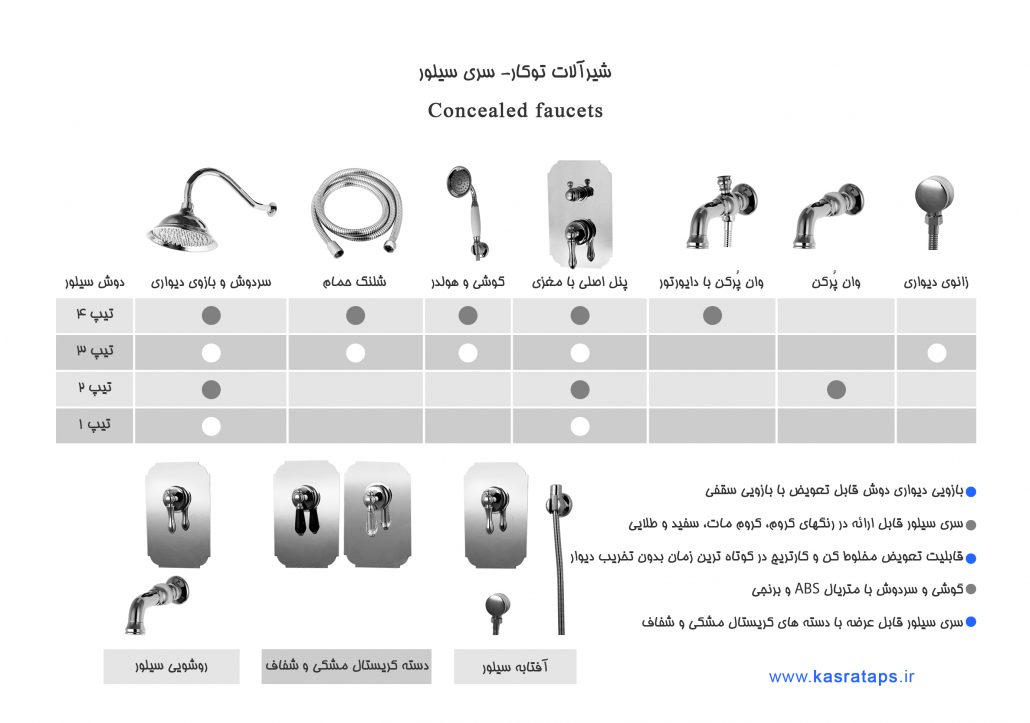 شیرآلات توکار- سری سیلور
Concealed faucets
دوش سیلور سردوش و بازوی دیواری شلنگ حمام گوشی و هولدر پنل اصلی با مغزی وان پُرکن با دایورتور وان پُرکن زانوی دیواری
تیپ ۴
تیپ ۳
تیپ ۲
تیپ ۱
بازویی دیواری دوش قابل تعویض با بازویی سقفی
سری سیلور قابل ارائه در رنگهای کروم، کروم مات، سفید و طلایی
قابلیت تعویض مخلوط کن و کارتریج در کوتاه ترین زمان بدون تخریب دیوار
گوشی و سردوش با متریال ABS و برنجی
سری سیلور قابل عرضه با دسته های کریستال مشکی و شفاف
روشویی سیلور
دسته کریستال مشکی و شفاف
آفتابه سیلور
www.kasrataps.ir